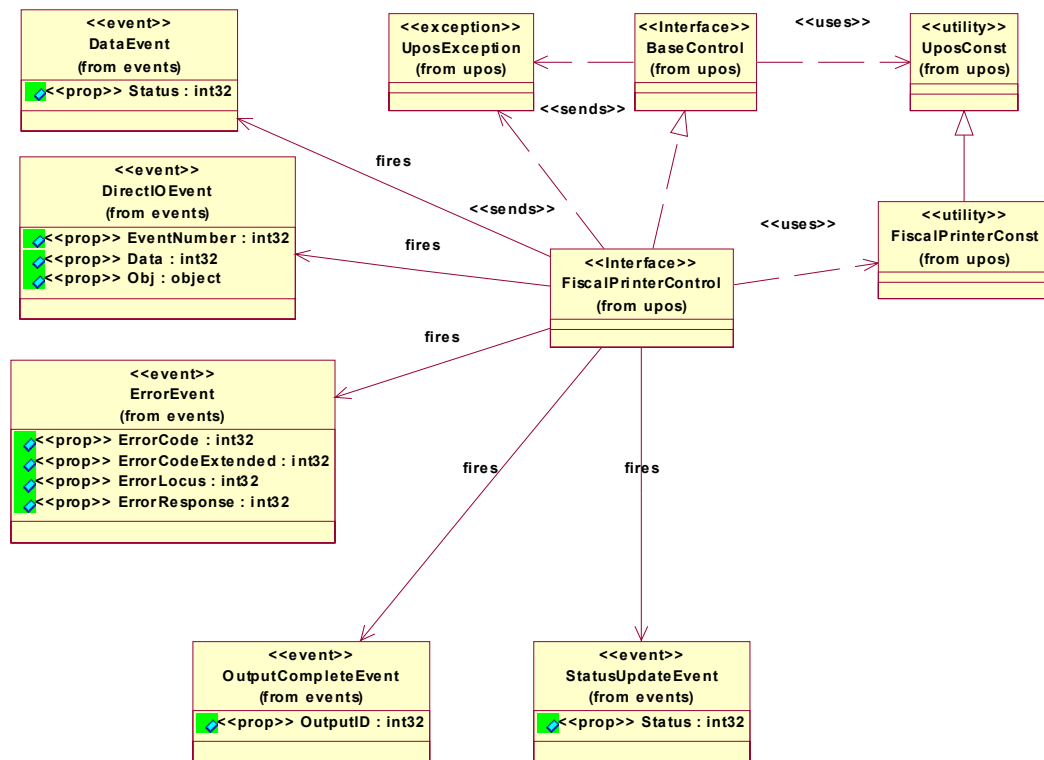 <<event>>
DataEvent
(from events)
<<prop>> Status : int32
<<exception>>
UposException
(from upos)
<<Interface>>
BaseControl
(from upos)
<<uses>>
<<utility>>
UposConst
(from upos)
<<sends>>
fires
<<event>>
DirectIOEvent
(from events)
<<prop>> EventNumber : int32
<<prop>> Data : int32
<<prop>> Obj : object
<<sends>>
fires
<<uses>>
<<utility>>
FiscalPrinterConst
(from upos)
<<Interface>>
FiscalPrinterControl
(from upos)
fires
<<event>>
ErrorEvent
(from events)
<<prop>> ErrorCode : int32
<<prop>> ErrorCodeExtended : int32
<<prop>> ErrorLocus : int32
<<prop>> ErrorResponse : int32
fires
fires
<<event>>
OutputCompleteEvent
(from events)
<<prop>> OutputID : int32
<<event>>
StatusUpdateEvent
(from events)
<<prop>> Status : int32